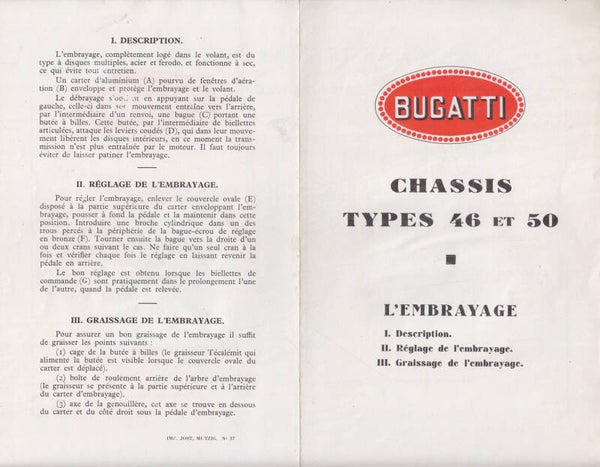 I. DESCRIPTION.
L'embrayage, complètement logé dans le volant, est du
type à disques multiples, acier et ferodo, et fonctionne à sec,
ce qui évite tout entretien.
Un carter d'aluminium (A) pourvu de fenêtres d'aéra-
tion (B) enveloppe et protège l'embrayage et le volant.
Le débrayage s'obtient en appuyant sur la pédale de
gauche, celle-ci dans son mouvement entraîne vers l'arrière,
par l'intermédiaire d'un renvoi, une bague (C) portant une
butée à billes. Cette butée, par l'intermédiaire de biellettes
articulées, attaque les leviers coudés (D), qui dans leur mouve-
ment libèrent les disques intérieurs, en ce moment la trans-
mission n'est plus entraînée par le moteur. Il faut toujours
éviter de laisser patiner l'embrayage.
II. RÉGLAGE DE L'EMBRAYAGE.
Pour régler l'embrayage, enlever le couvercle ovale (E)
disposé à la partie supérieure du carter enveloppant l'em-
brayage, pousser à fond la pédale et la maintenir dans cette
position. Introduire une broche cylindrique dans un des
trous percés à la périphérie de la bague-écrou de réglage
en bronze (F). Tourner ensuite la bague vers la droite d'un
ou deux crans suivant le cas. Ne faire qu'un seul cran à la
fois et vérifier chaque fois le réglage en laissant revenir la
pédale en arrière.
Le bon réglage est obtenu lorsque les biellettes de
commande (G) sont pratiquement dans le prolongement l'une
de l'autre, quand la pédale est relevée.
III. GRAISSAGE DE L'EMBRAYAGE.
Pour assurer un bon graissage de l'embrayage il suffit
de graisser les points suivants :
(1) cage de la butée à billes (le graisseur Técalémit qui
alimente la butée est visible lorsque le couvercle ovale du
carter est déplacé).
(2) boîte de roulement arrière de l'arbre d'embrayage
(le graisseur se présente à la partie supérieure et à l'arrière
du carter d'embrayage).
(3) axe de la genouillère, cet axe se trouve en dessous
du carter et du côté droit sous la pédale d'embrayage.
IMP. JOST, MUTZIG. Nº 37
BUGATTI
CHASSIS
TYPES 46 ET 50
L'EMBRAYAGE
I. Description.
II. Réglage de l'embrayage.
III. Graissage de l'embrayage.